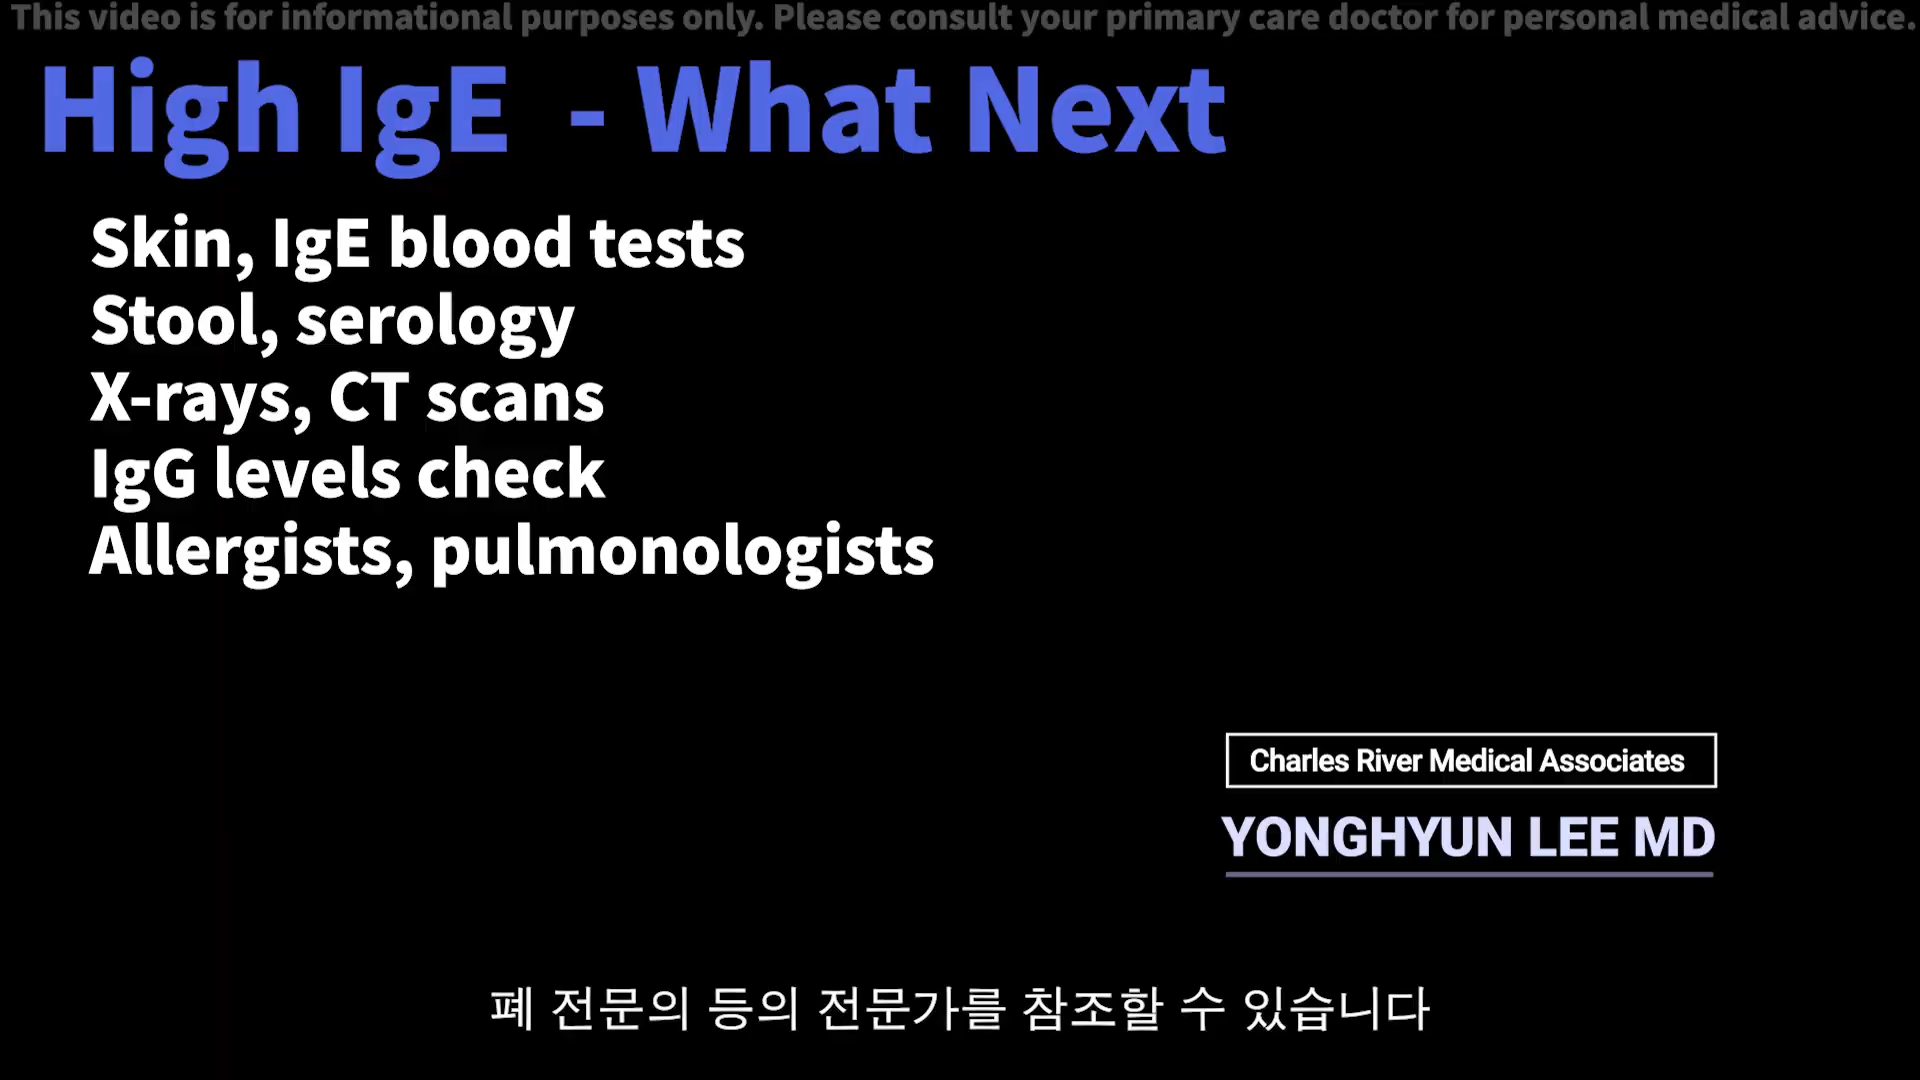 This video is for informational purposes only. Please consult your primary care doctor for personal medical advice.
High IgE - What Next
Skin, IgE blood tests
Stool, serology
X-rays, CT scans
IgG levels check
Allergists, pulmonologists
Charles River Medical Associates
YONGHYUN LEE MD
폐 전문의 등의 전문가를 참조할 수 있습니다